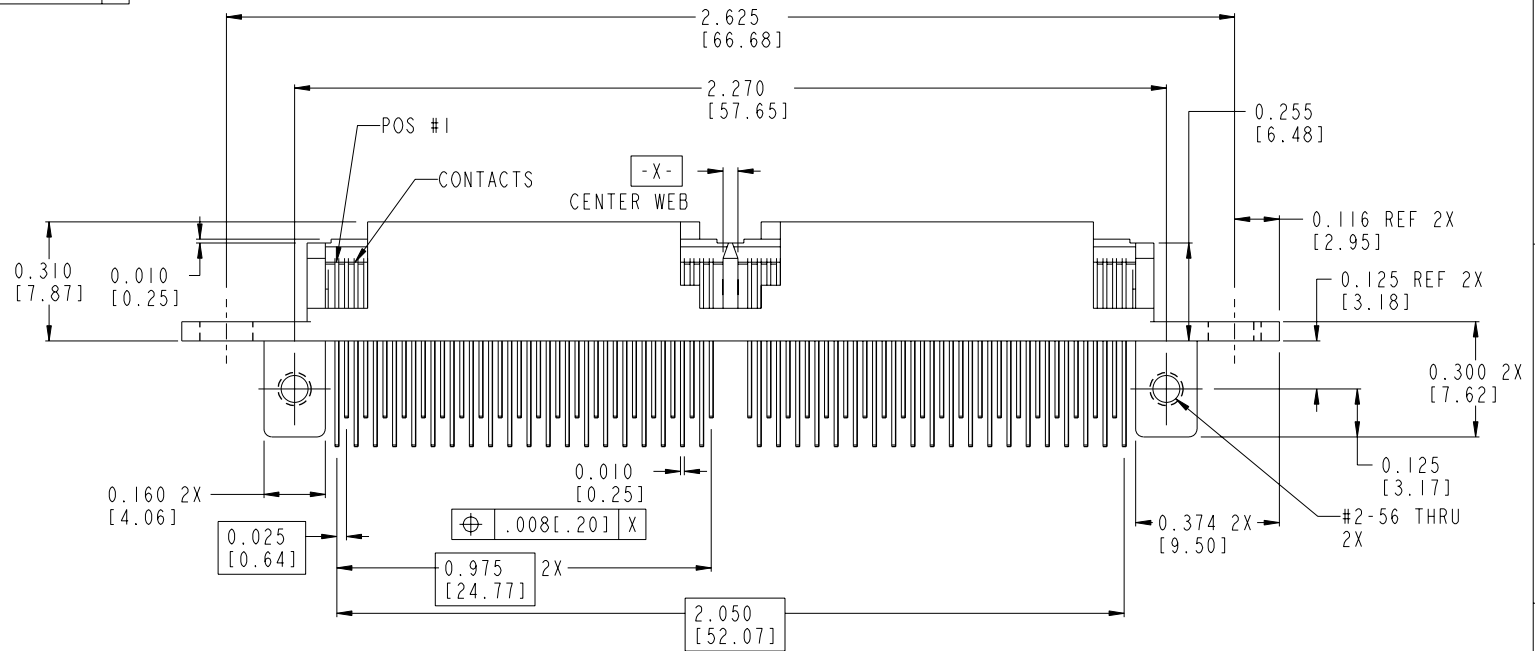 2.625
[66.68]
2.270
[57.65]
0.255
[6.48]
POS #1
-X-
CONTACTS
CENTER WEB
0.116 REF 2X
[2.95]
0.310
[7.87]
0.010
[0.25]
0.125 REF 2X
[3.18]
0.300 2X
[7.62]
0.010
[0.25]
0.125
[3.17]
0.160 2X
[4.06]
.008[.20] X
#2-56 THRU
2X
0.374 2X
[9.50]
0.025
[0.64]
0.975 2X
[24.77]
2.050
[52.07]